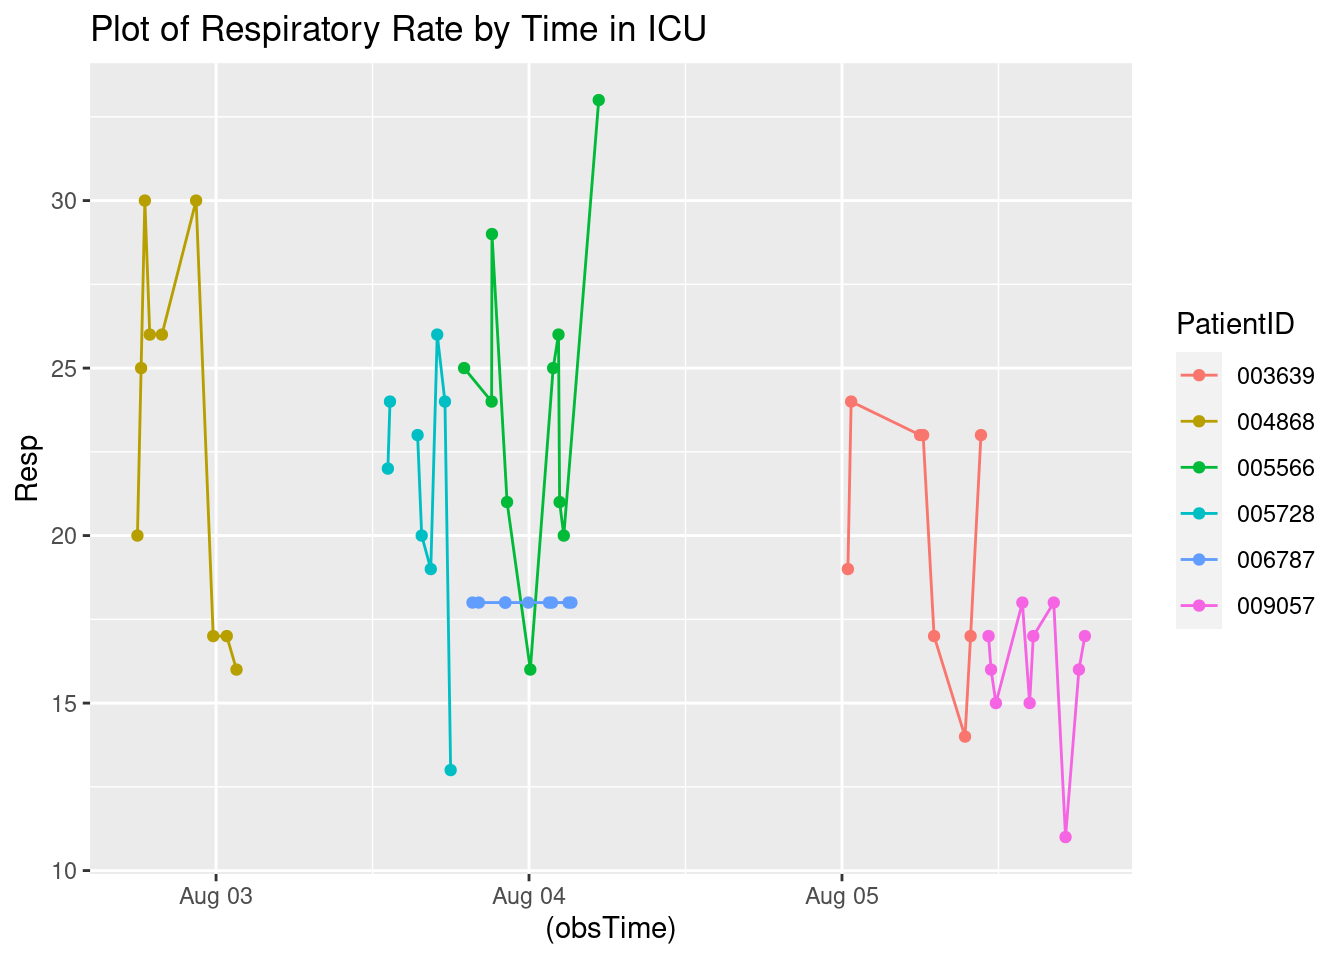 Plot of Respiratory Rate by Time in ICU
Resp
30
25
20
15
10
Aug 03
Aug 04
Aug 05
(obsTime)
PatientID
003639
004868
005566
005728
006787
009057